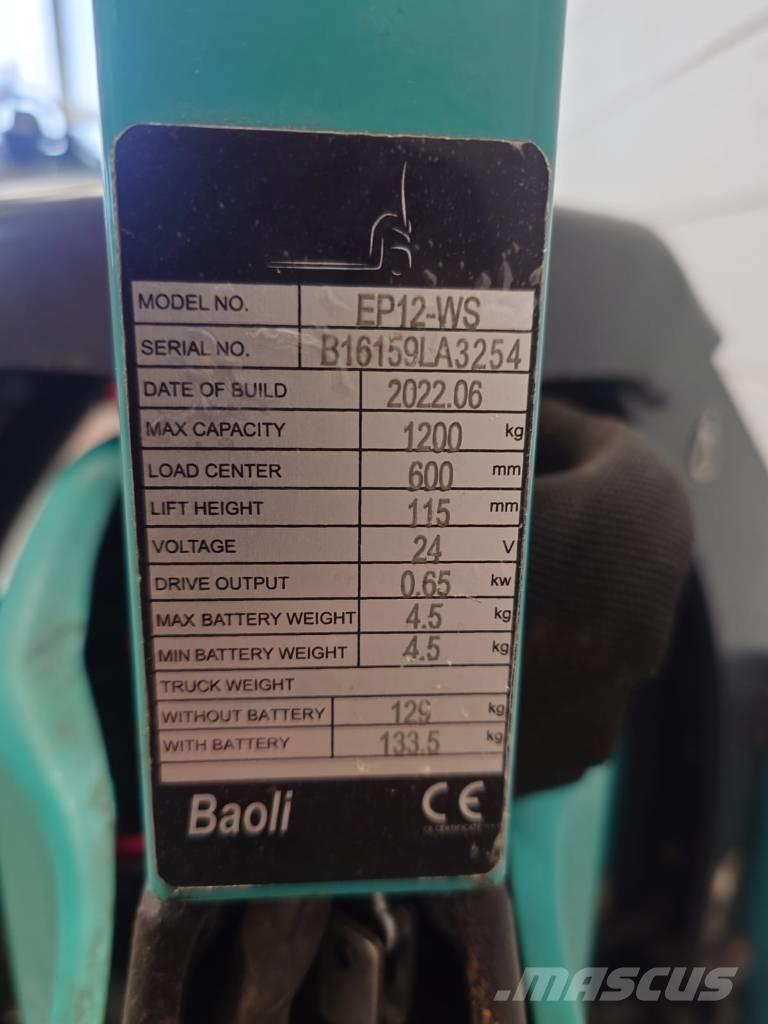 MODEL NO. EP12-WS
SERIAL NO. B16159LA3254
DATE OF BUILD 2022.06
MAX CAPACITY 1200 kg
LOAD CENTER 600 mm
LIFT HEIGHT 115 mm
VOLTAGE 24 V
DRIVE OUTPUT 0.65 kw
MAX BATTERY WEIGHT 4.5 kg
MIN BATTERY WEIGHT 4.5 kg
TRUCK WEIGHT
WITHOUT BATTERY 129 kg
WITH BATTERY 133.5 kg
Baoli CE
CE CERTIFICATE
.MASCUS